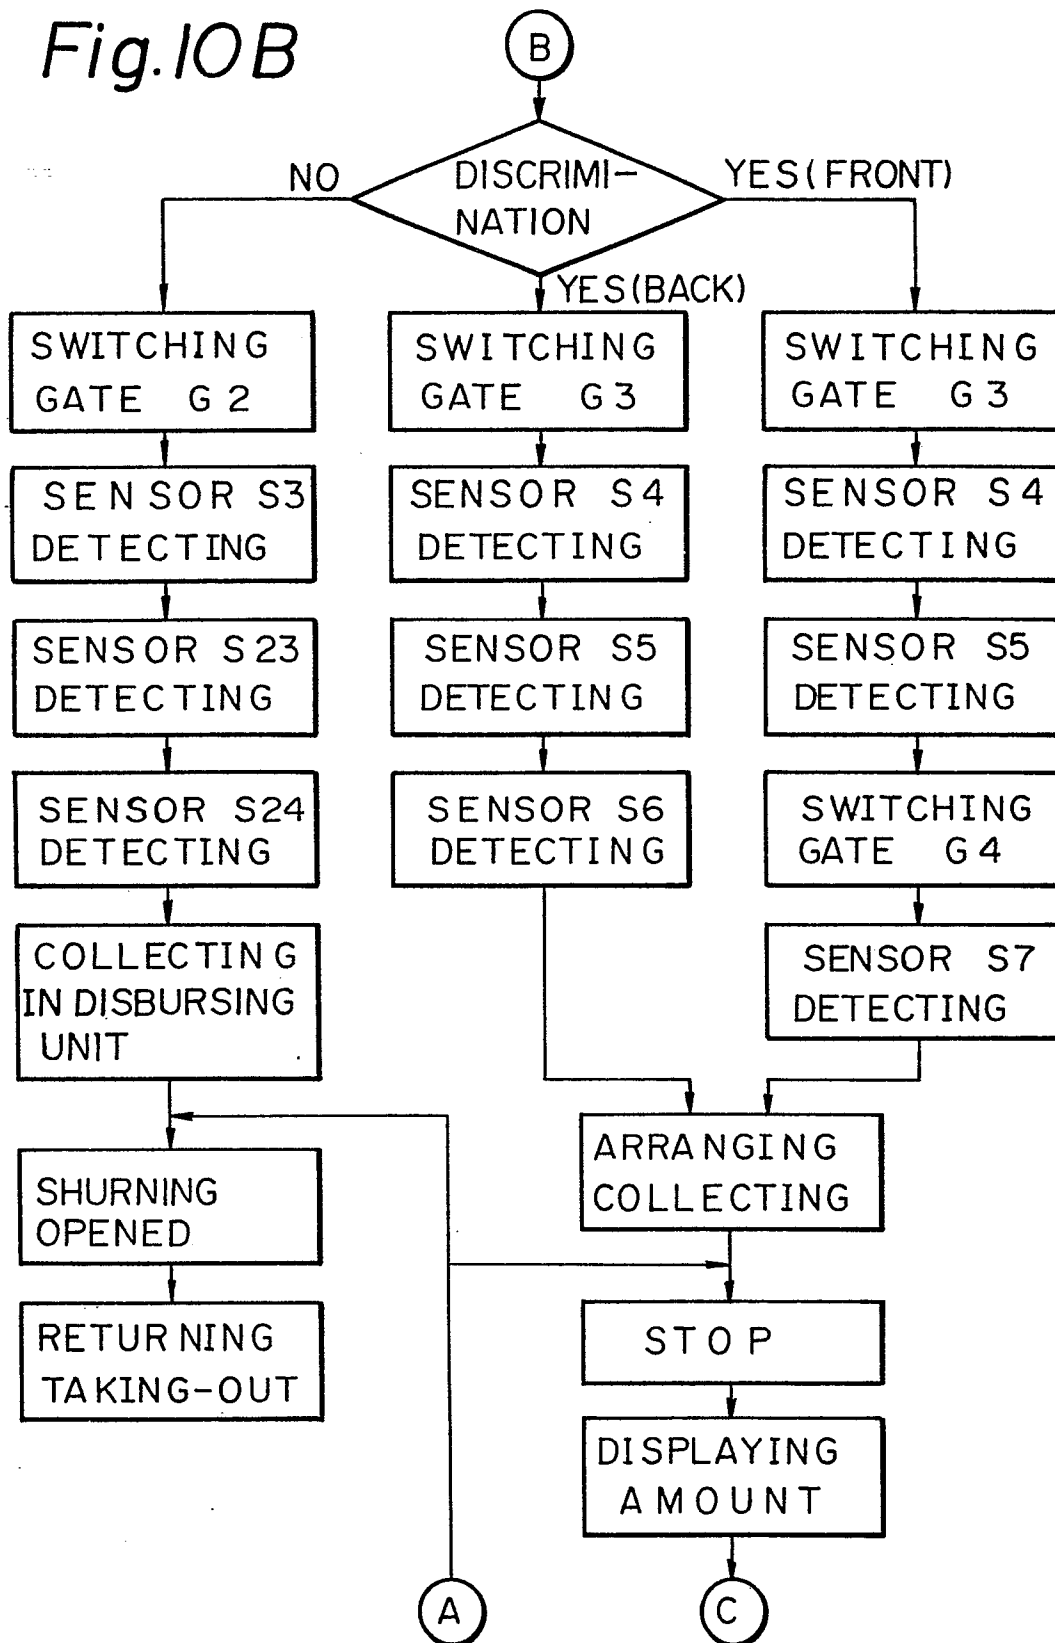 Fig.10B
B
DISCRIMI-
NATION
NO
YES(FRONT)
YES(BACK)
SWITCHING
GATE G2
SENSOR S3
DETECTING
SENSOR S23
DETECTING
SENSOR S24
DETECTING
COLLECTING
IN DISBURSING
UNIT
SHURNING
OPENED
RETURNING
TAKING-OUT
SWITCHING
GATE G3
SENSOR S4
DETECTING
SENSOR S5
DETECTING
SENSOR S6
DETECTING
SWITCHING
GATE G3
SENSOR S4
DETECTING
SENSOR S5
DETECTING
SWITCHING
GATE G4
SENSOR S7
DETECTING
ARRANGING
COLLECTING
STOP
DISPLAYING
AMOUNT
A
C